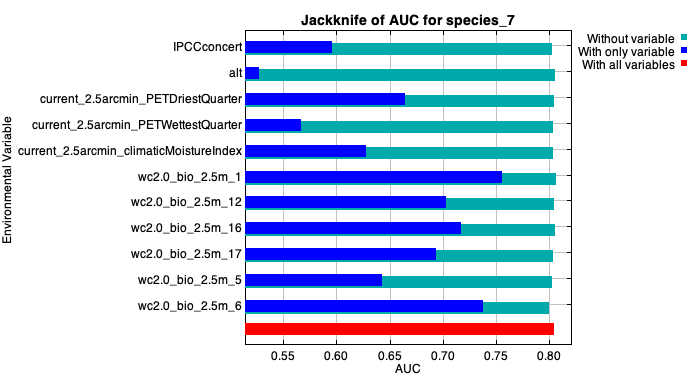 Jackknife of AUC for species_7
Without variable
With only variable
With all variables
Environmental Variable
IPCCconcert
alt
current_2.5arcmin_PETDriestQuarter
current_2.5arcmin_PETWettestQuarter
current_2.5arcmin_climaticMoistureIndex
wc2.0_bio_2.5m_1
wc2.0_bio_2.5m_12
wc2.0_bio_2.5m_16
wc2.0_bio_2.5m_17
wc2.0_bio_2.5m_5
wc2.0_bio_2.5m_6
0.55 0.60 0.65 0.70 0.75 0.80
AUC